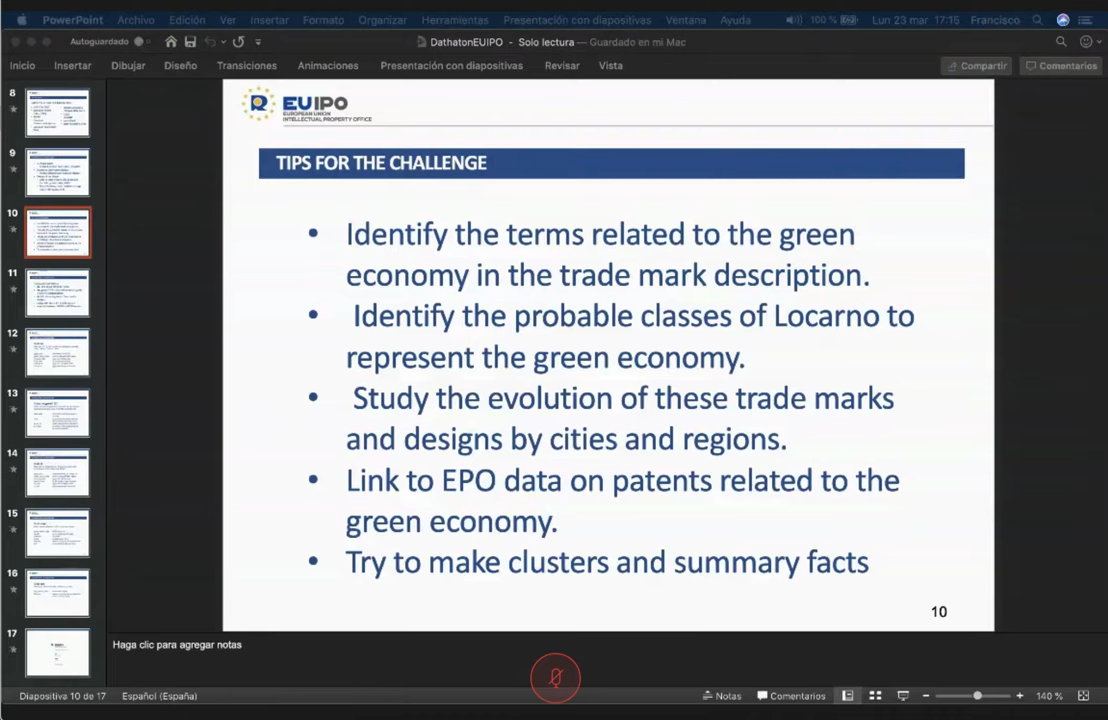 PowerPoint Archivo Edición Ver Insertar Formato Organizar Herramientas Presentación con diapositivas Ventana Ayuda 100 % Lun 23 mar 17:15 Francisco
Autoguardado DathatonEUIPO - Solo lectura — Guardado en mi Mac
Inicio Insertar Dibujar Diseño Transiciones Animaciones Presentación con diapositivas Revisar Vista Compartir Comentarios
8
9
10
11
12
13
14
15
16
17
EUIPO
EUROPEAN UNION
INTELLECTUAL PROPERTY OFFICE
TIPS FOR THE CHALLENGE
• Identify the terms related to the green
economy in the trade mark description.
• Identify the probable classes of Locarno to
represent the green economy.
• Study the evolution of these trade marks
and designs by cities and regions.
• Link to EPO data on patents related to the
green economy.
• Try to make clusters and summary facts
10
Haga clic para agregar notas
Diapositiva 10 de 17 Español (España) Notas Comentarios 140 %